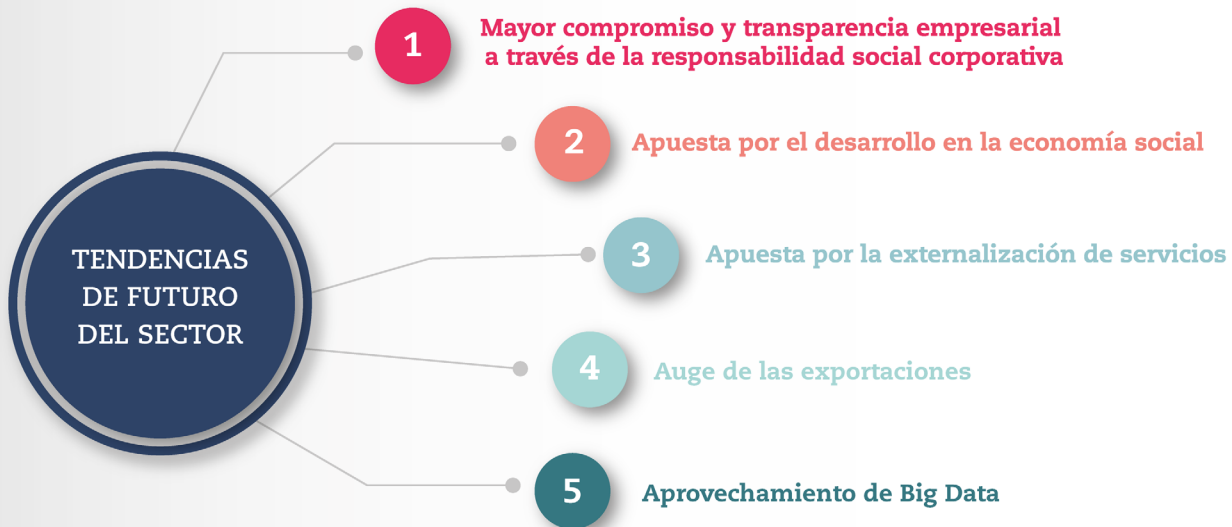 TENDENCIAS
DE FUTURO
DEL SECTOR
1
Mayor compromiso y transparencia empresarial
a través de la responsabilidad social corporativa
2
Apuesta por el desarrollo en la economía social
3
Apuesta por la externalización de servicios
4
Auge de las exportaciones
5
Aprovechamiento de Big Data